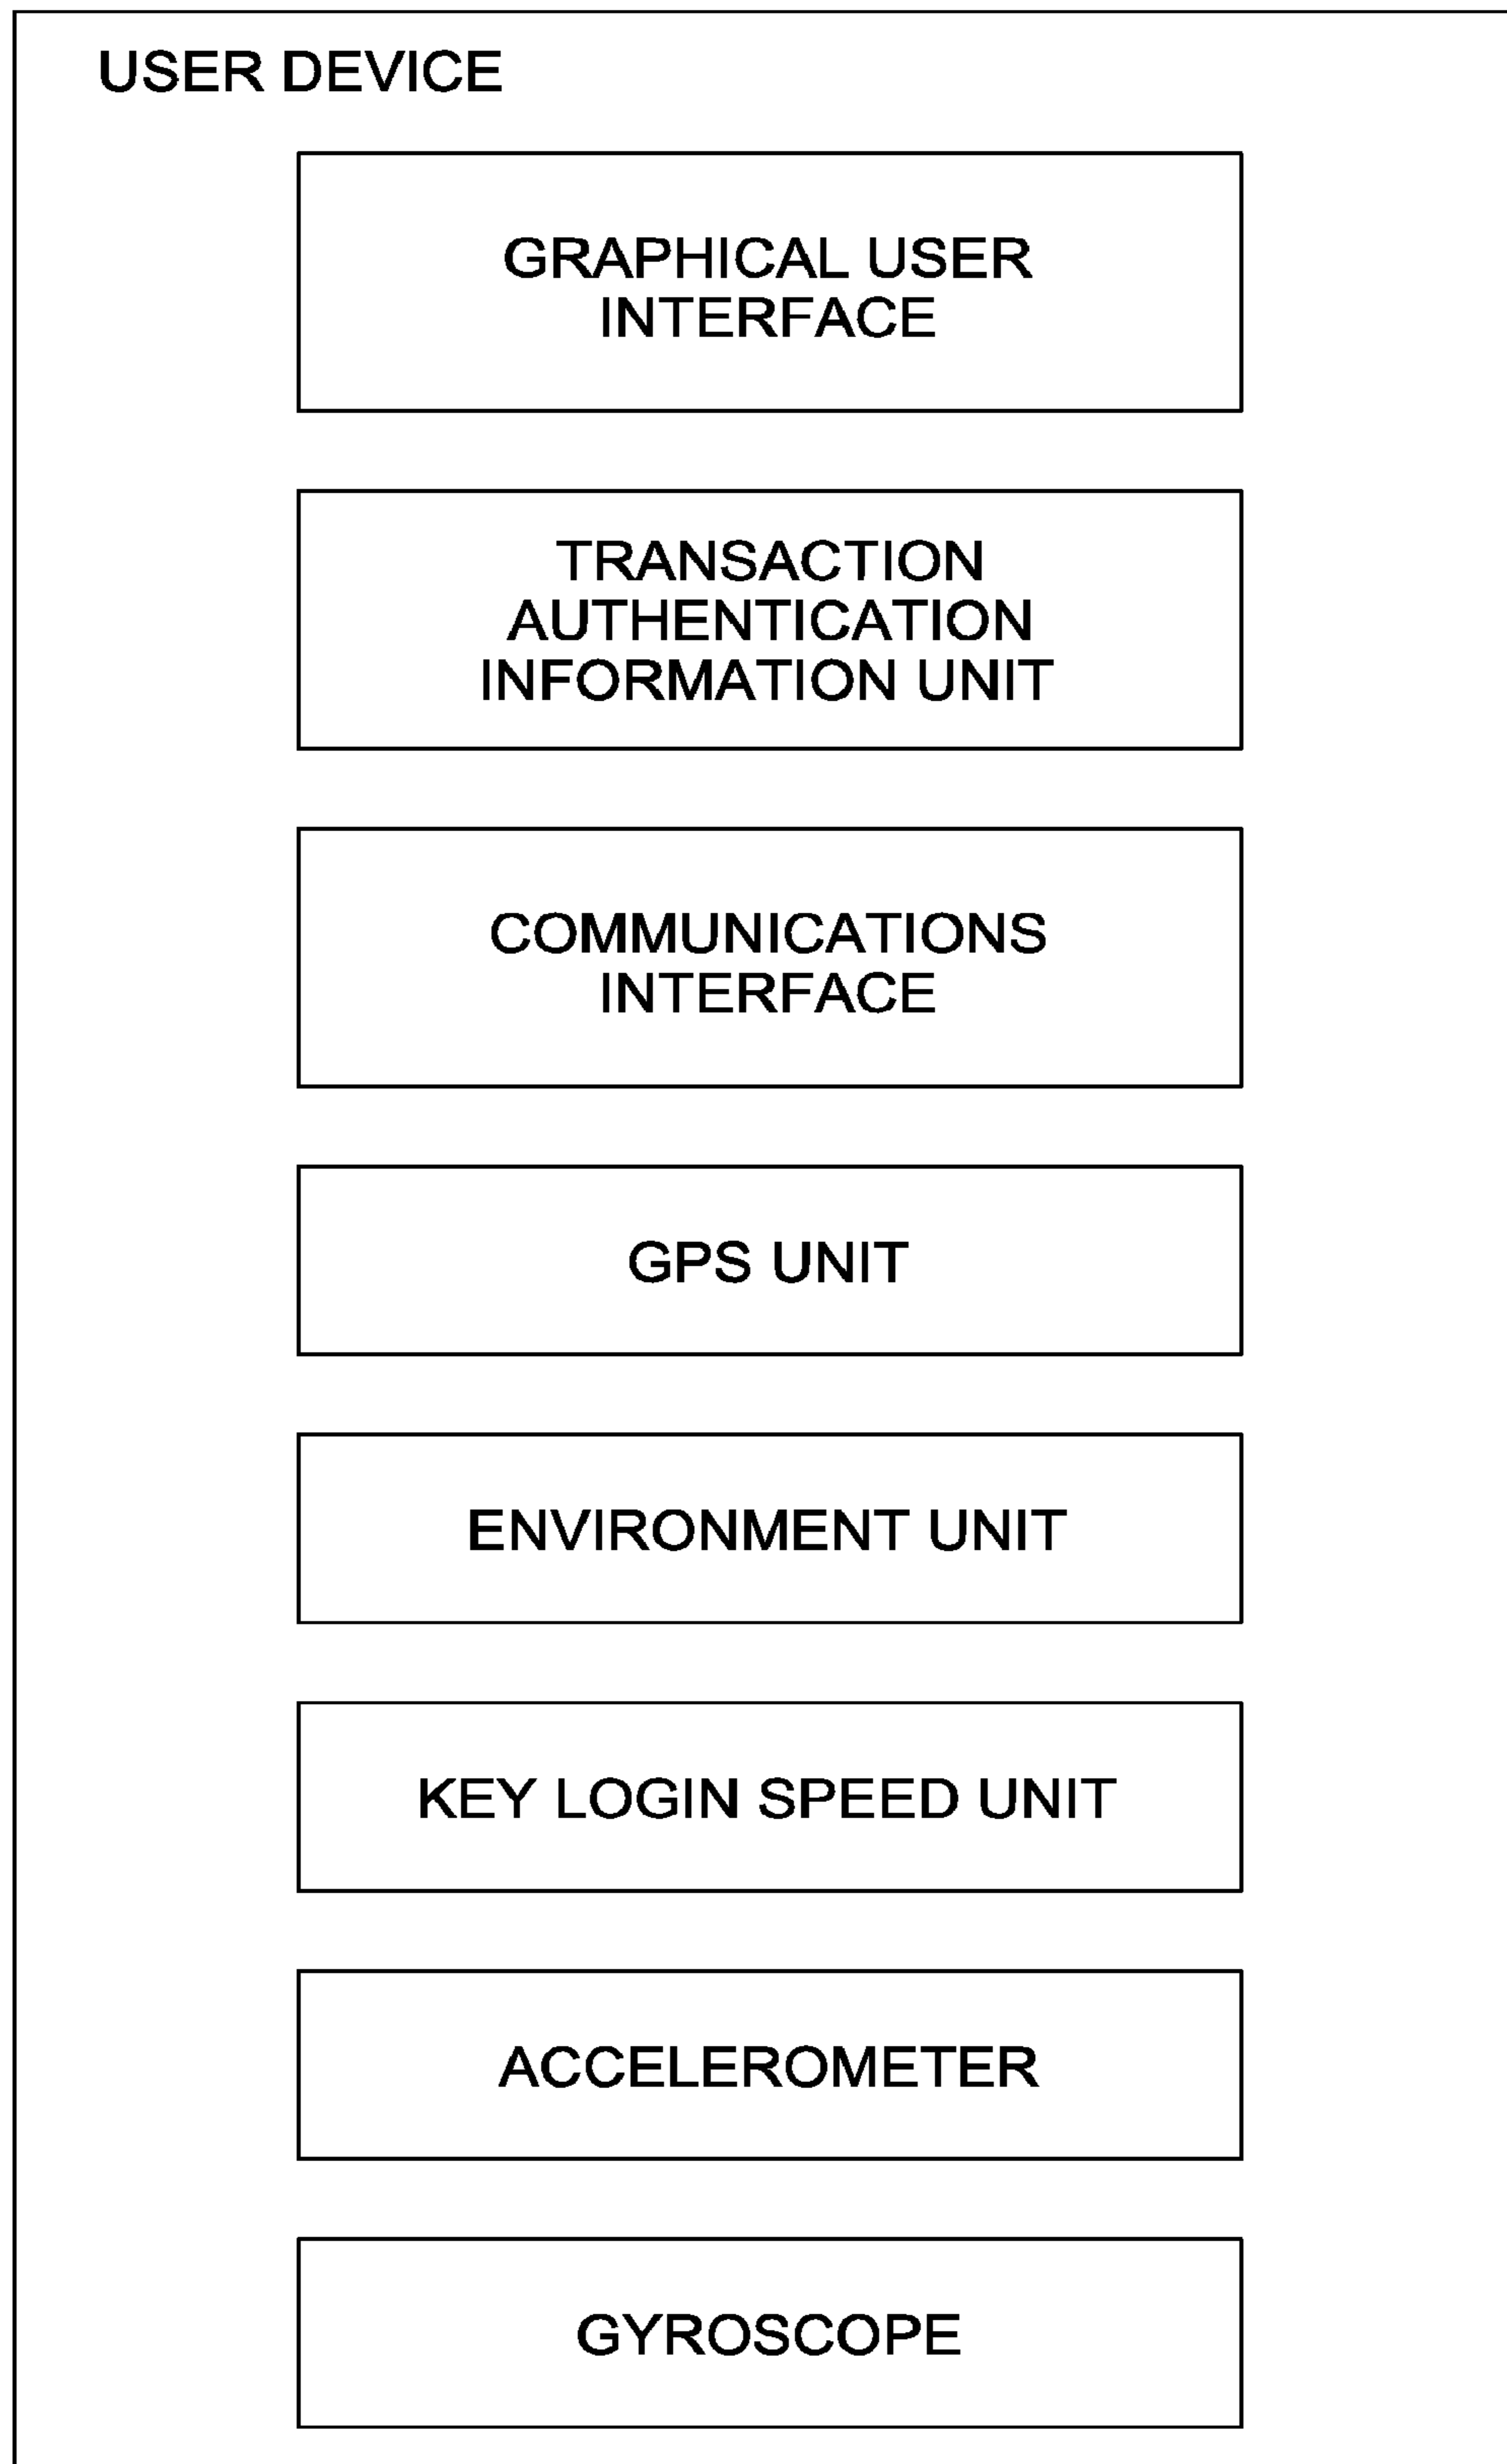 USER DEVICE
GRAPHICAL USER
INTERFACE
TRANSACTION
AUTHENTICATION
INFORMATION UNIT
COMMUNICATIONS
INTERFACE
GPS UNIT
ENVIRONMENT UNIT
KEY LOGIN SPEED UNIT
ACCELEROMETER
GYROSCOPE